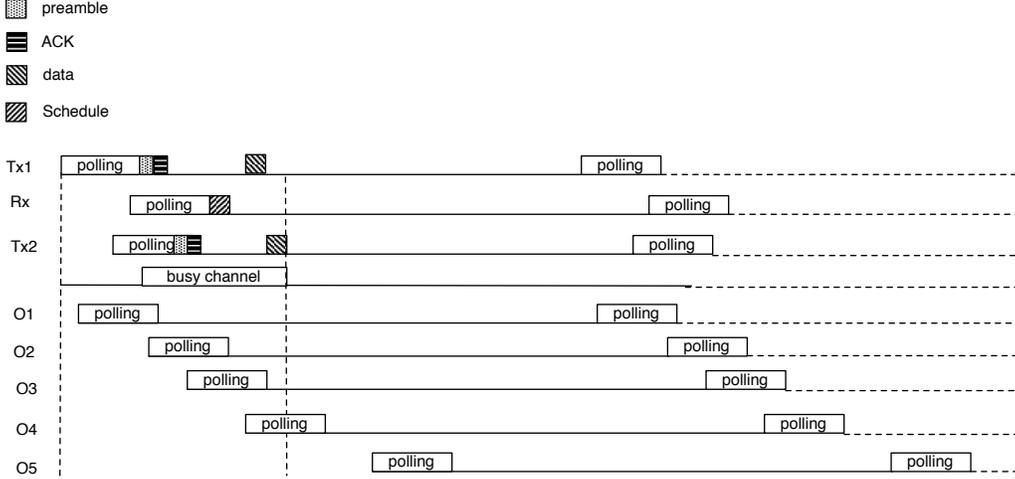 preamble
ACK
data
Schedule
Tx1 polling polling
Rx polling polling
Tx2 polling polling
busy channel
O1 polling polling
O2 polling polling
O3 polling polling
O4 polling polling
O5 polling polling